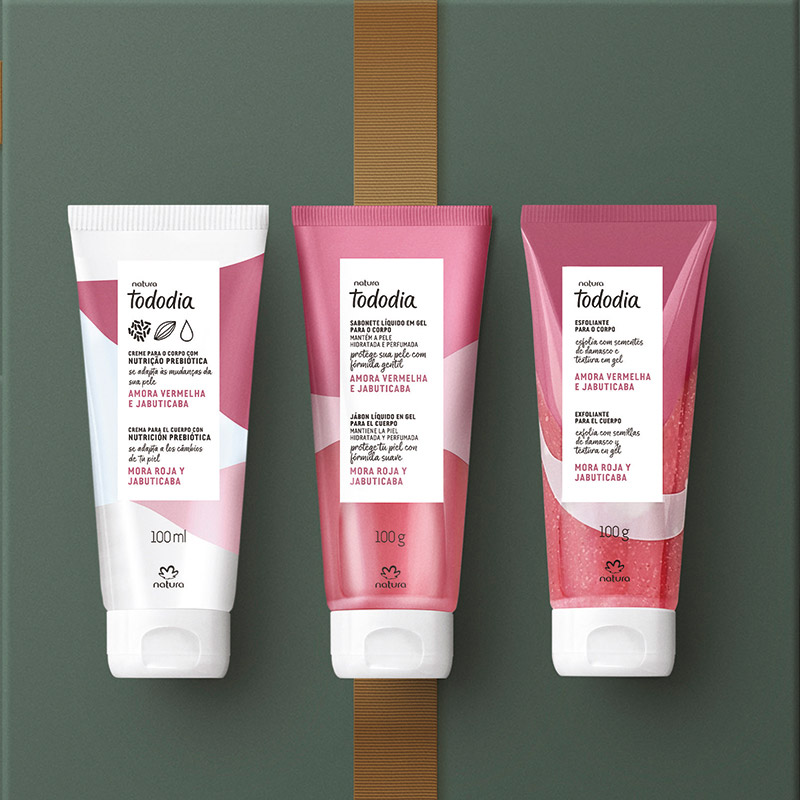 natura
Tododia
CREME PARA O CORPO COM
NUTRIÇÃO PREBIÓTICA
se adapta às mudanças da
sua pele
AMORA VERMELHA
E JABUTICABA
CREMA PARA EL CUERPO CON
NUTRICIÓN PREBIÓTICA
se adapta a los cámbios
de tu piel
MORA ROJA Y
JABUTICABA
100 ml
natura
natura
Tododia
SABONETE LÍQUIDO EM GEL
PARA O CORPO
MANTÉM A PELE
HIDRATADA E PERFUMADA
protége sua pele com
fórmula gentil
AMORA VERMELHA
E JABUTICABA
JÁBON LÍQUIDO EN GEL
PARA EL CUERPO
MANTIENE LA PIEL
HIDRATADA Y PERFUMADA
protége tú piel con
fórmula suave
MORA ROJA Y
JABUTICABA
100 g
natura
natura
Tododia
ESFOLIANTE
PARA O CORPO
esfolia com sementes
de damasco e
textura em gel
AMORA VERMELHA
E JABUTICABA
EXFOLIANTE
PARA EL CUERPO
exfolia con semillas
de damasco y
textura en gel
MORA ROJA Y
JABUTICABA
100 g
natura